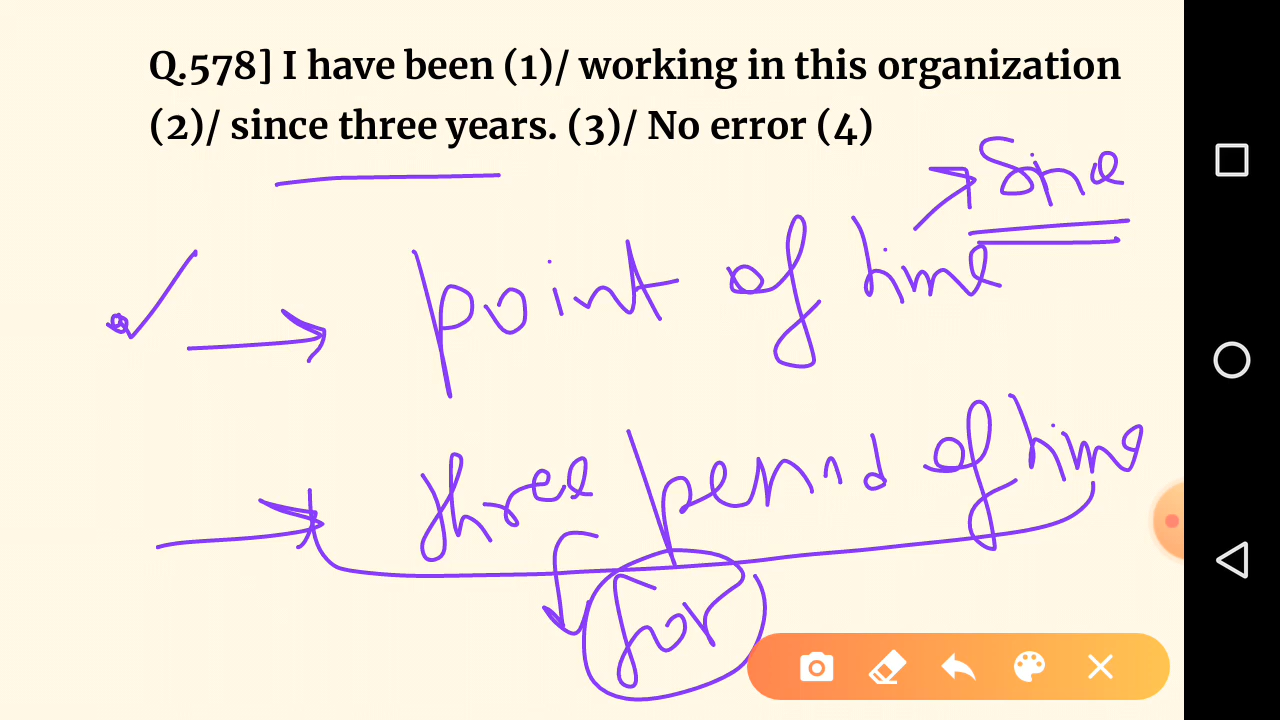 Q.578] I have been (1)/ working in this organization
(2)/ since three years. (3)/ No error (4)
Since
point of time
three period of time
for